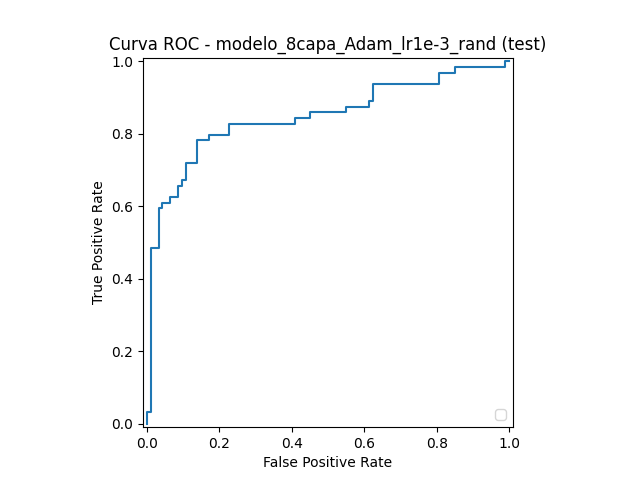 Curva ROC - modelo_8capa_Adam_lr1e-3_rand (test)
1.0
0.8
0.6
0.4
0.2
0.0
True Positive Rate
0.0 0.2 0.4 0.6 0.8 1.0
False Positive Rate